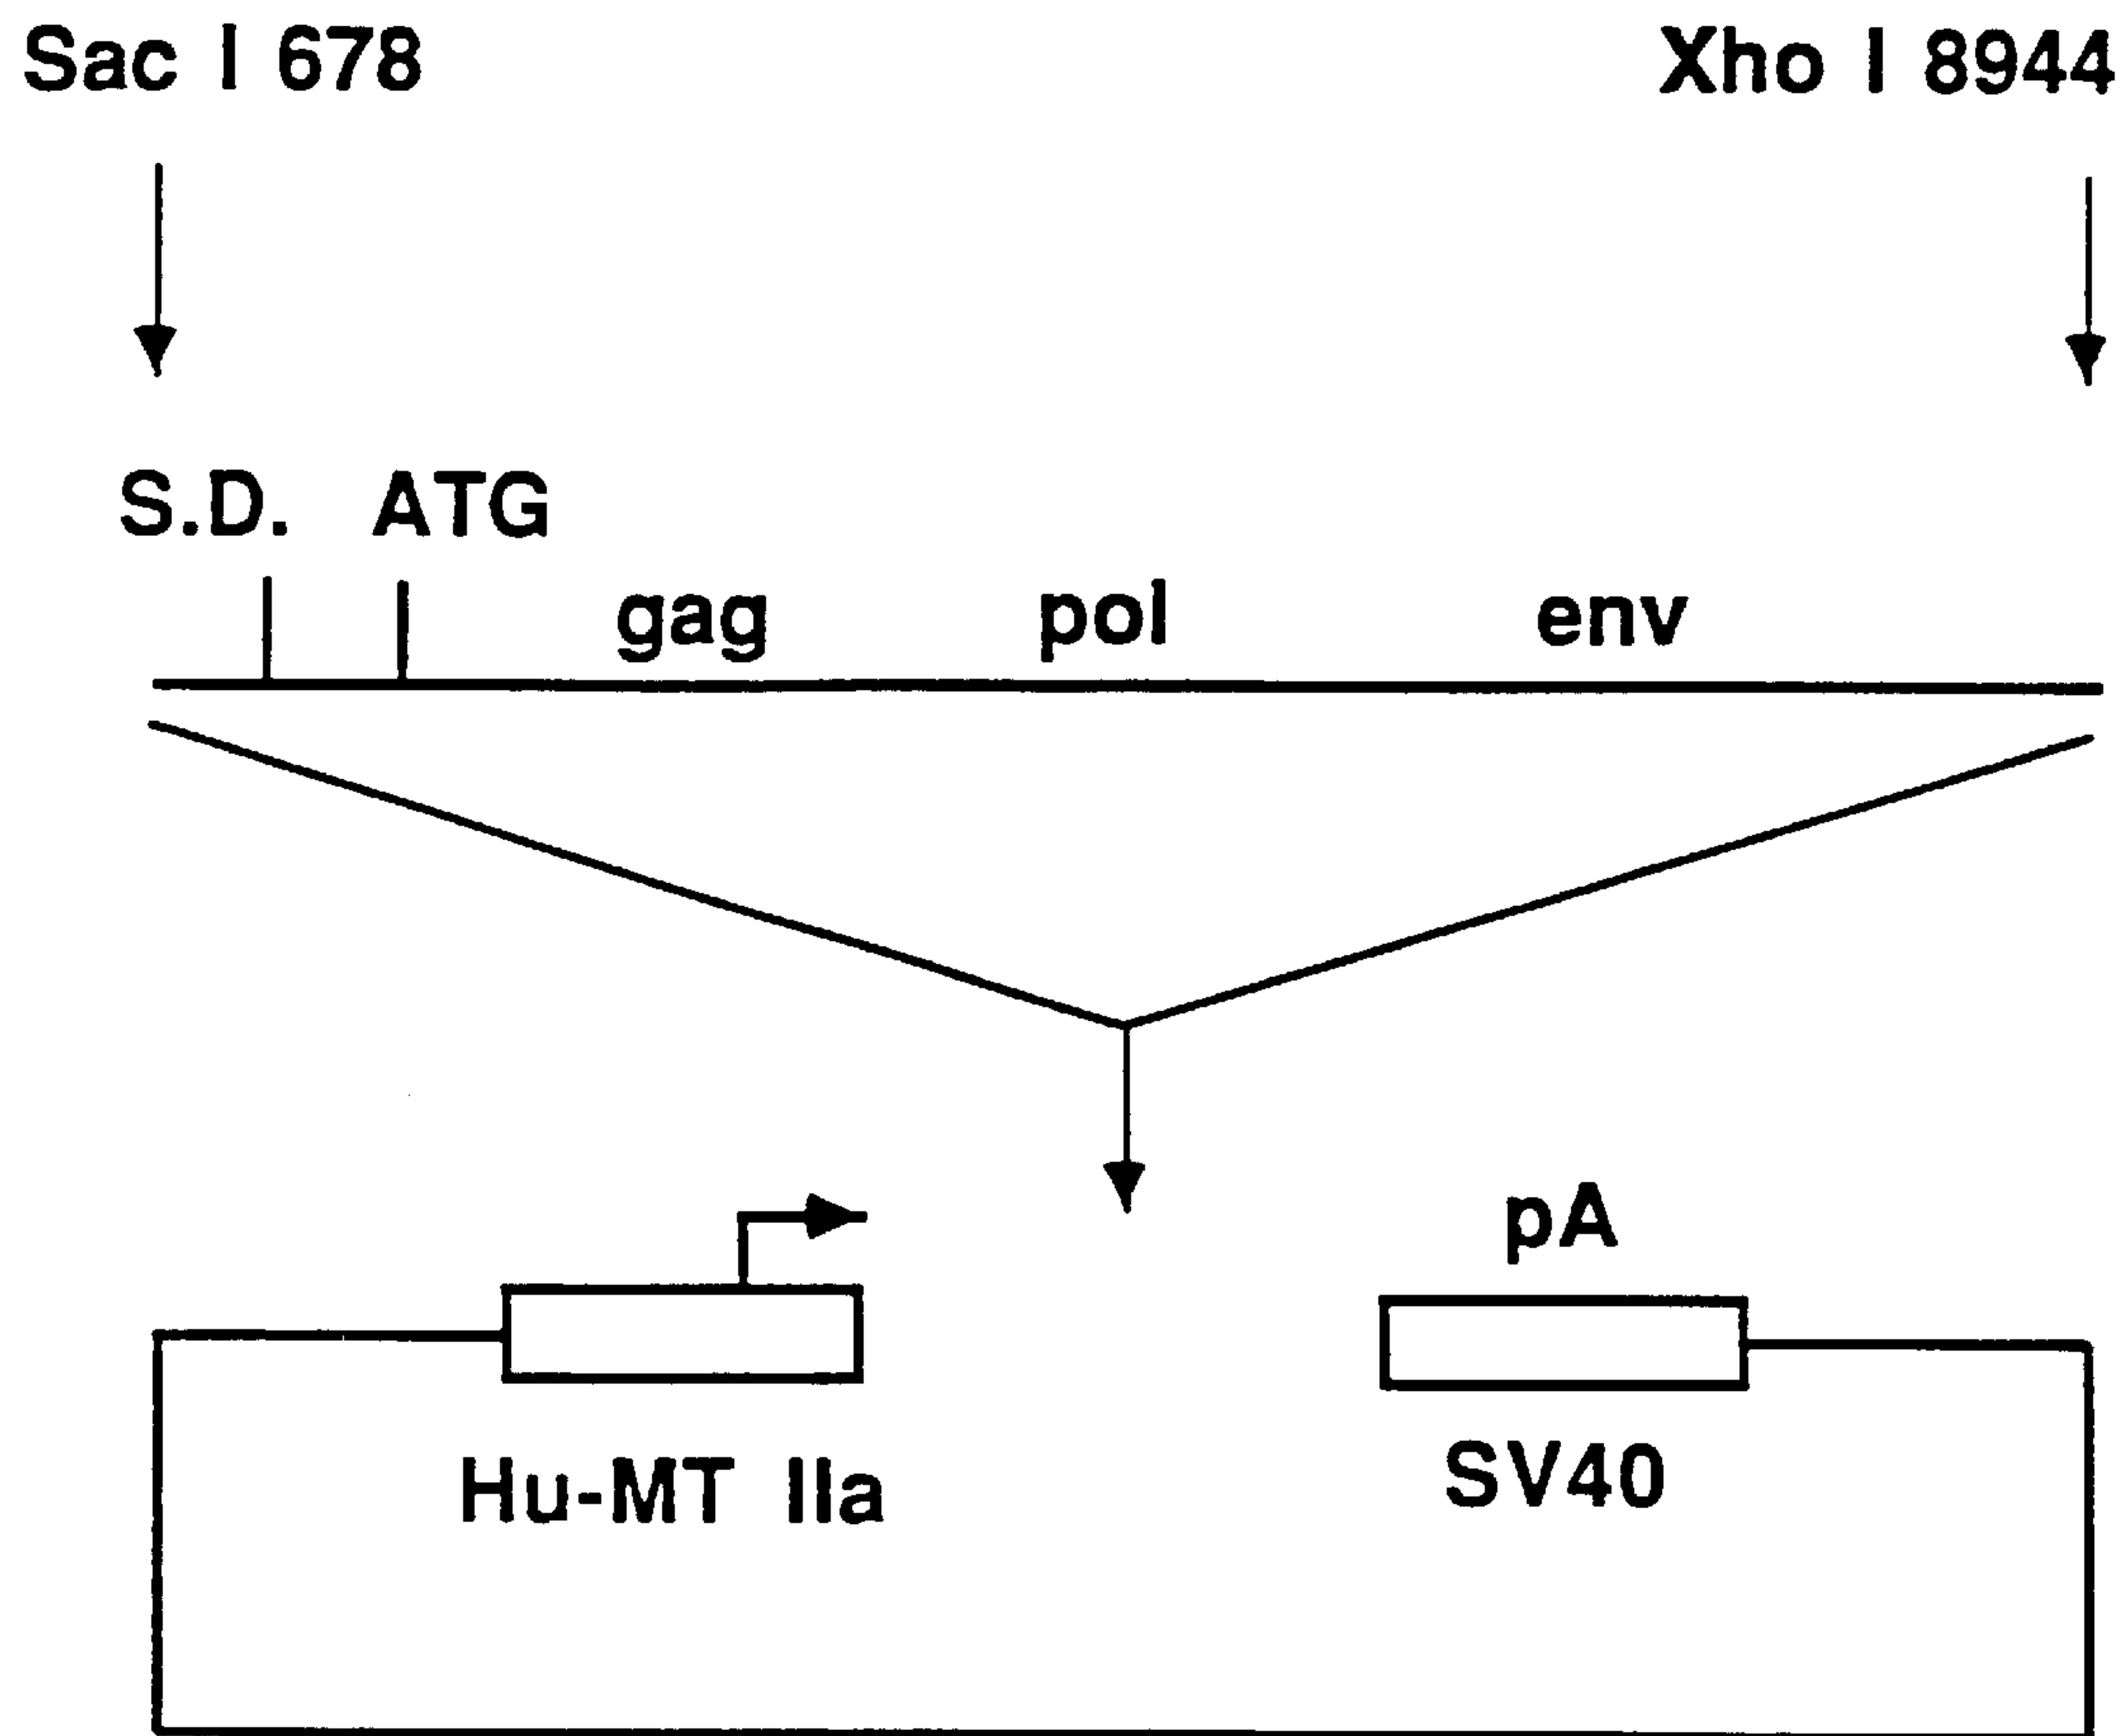 Sac I 678 Xho I 8944
S.D. ATG
gag pol env
pA
Hu-MT IIa SV40